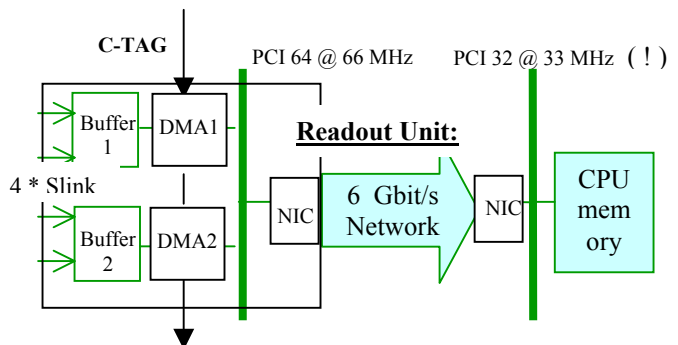 C-TAG
PCI 64 @ 66 MHz
PCI 32 @ 33 MHz ( ! )
Buffer
1
DMA1
Readout Unit:
4 * Slink
Buffer
2
DMA2
NIC
6 Gbit/s
Network
NIC
CPU
mem
ory